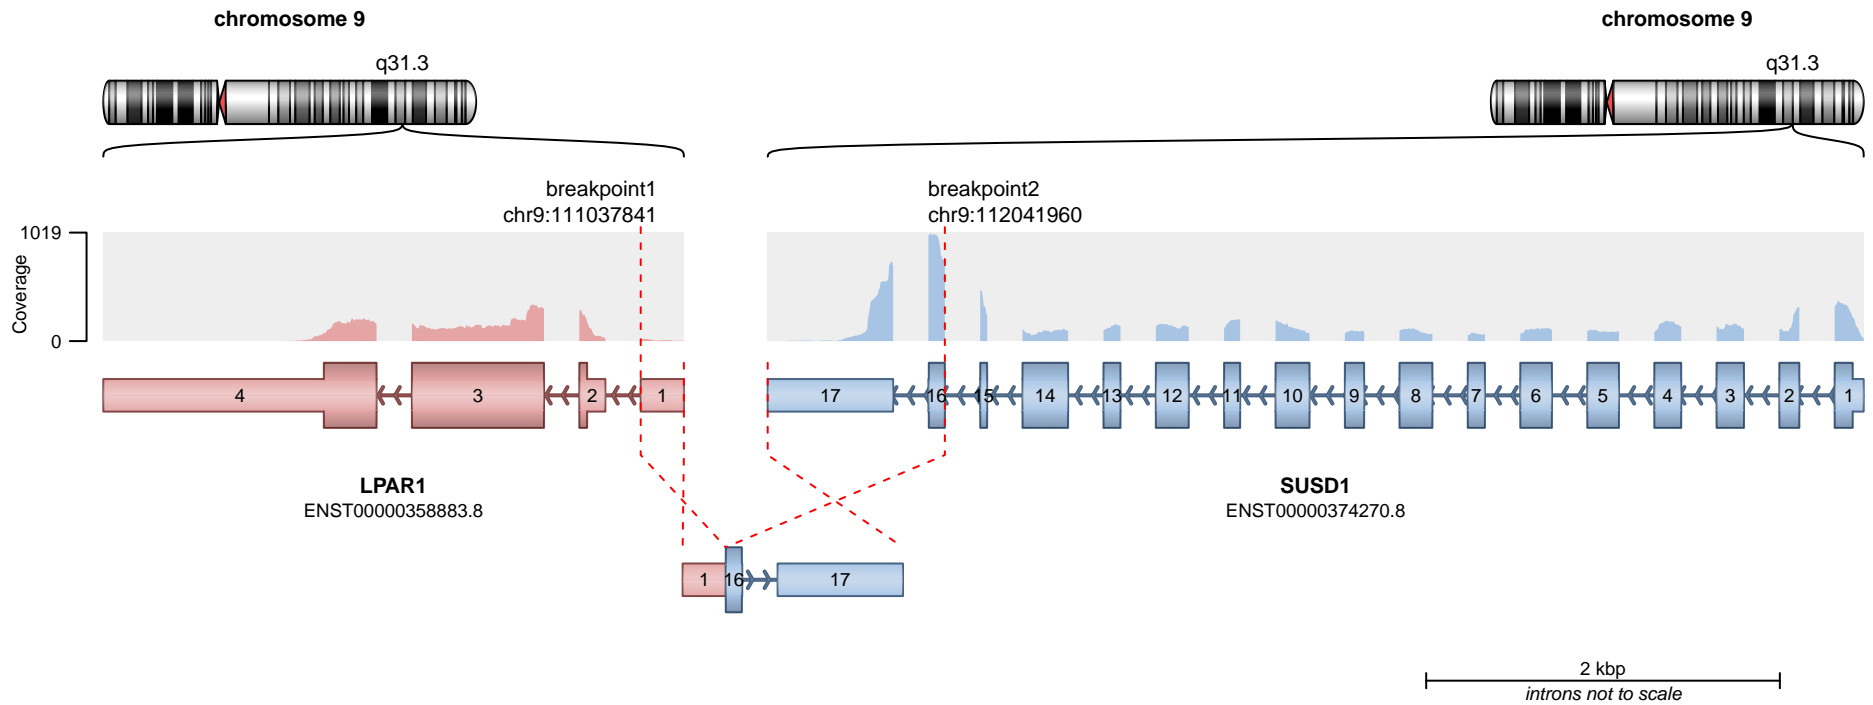 chromosome 9
chromosome 9
q31.3
q31.3
breakpoint1
chr9:111037841
breakpoint2
chr9:112041960
1019
Coverage
0
4 3 2 1
17 16 15 14 13 12 11 10 9 8 7 6 5 4 3 2 1
LPAR1
ENST00000358883.8
SUSD1
ENST00000374270.8
1 16 17
2 kbp
introns not to scale